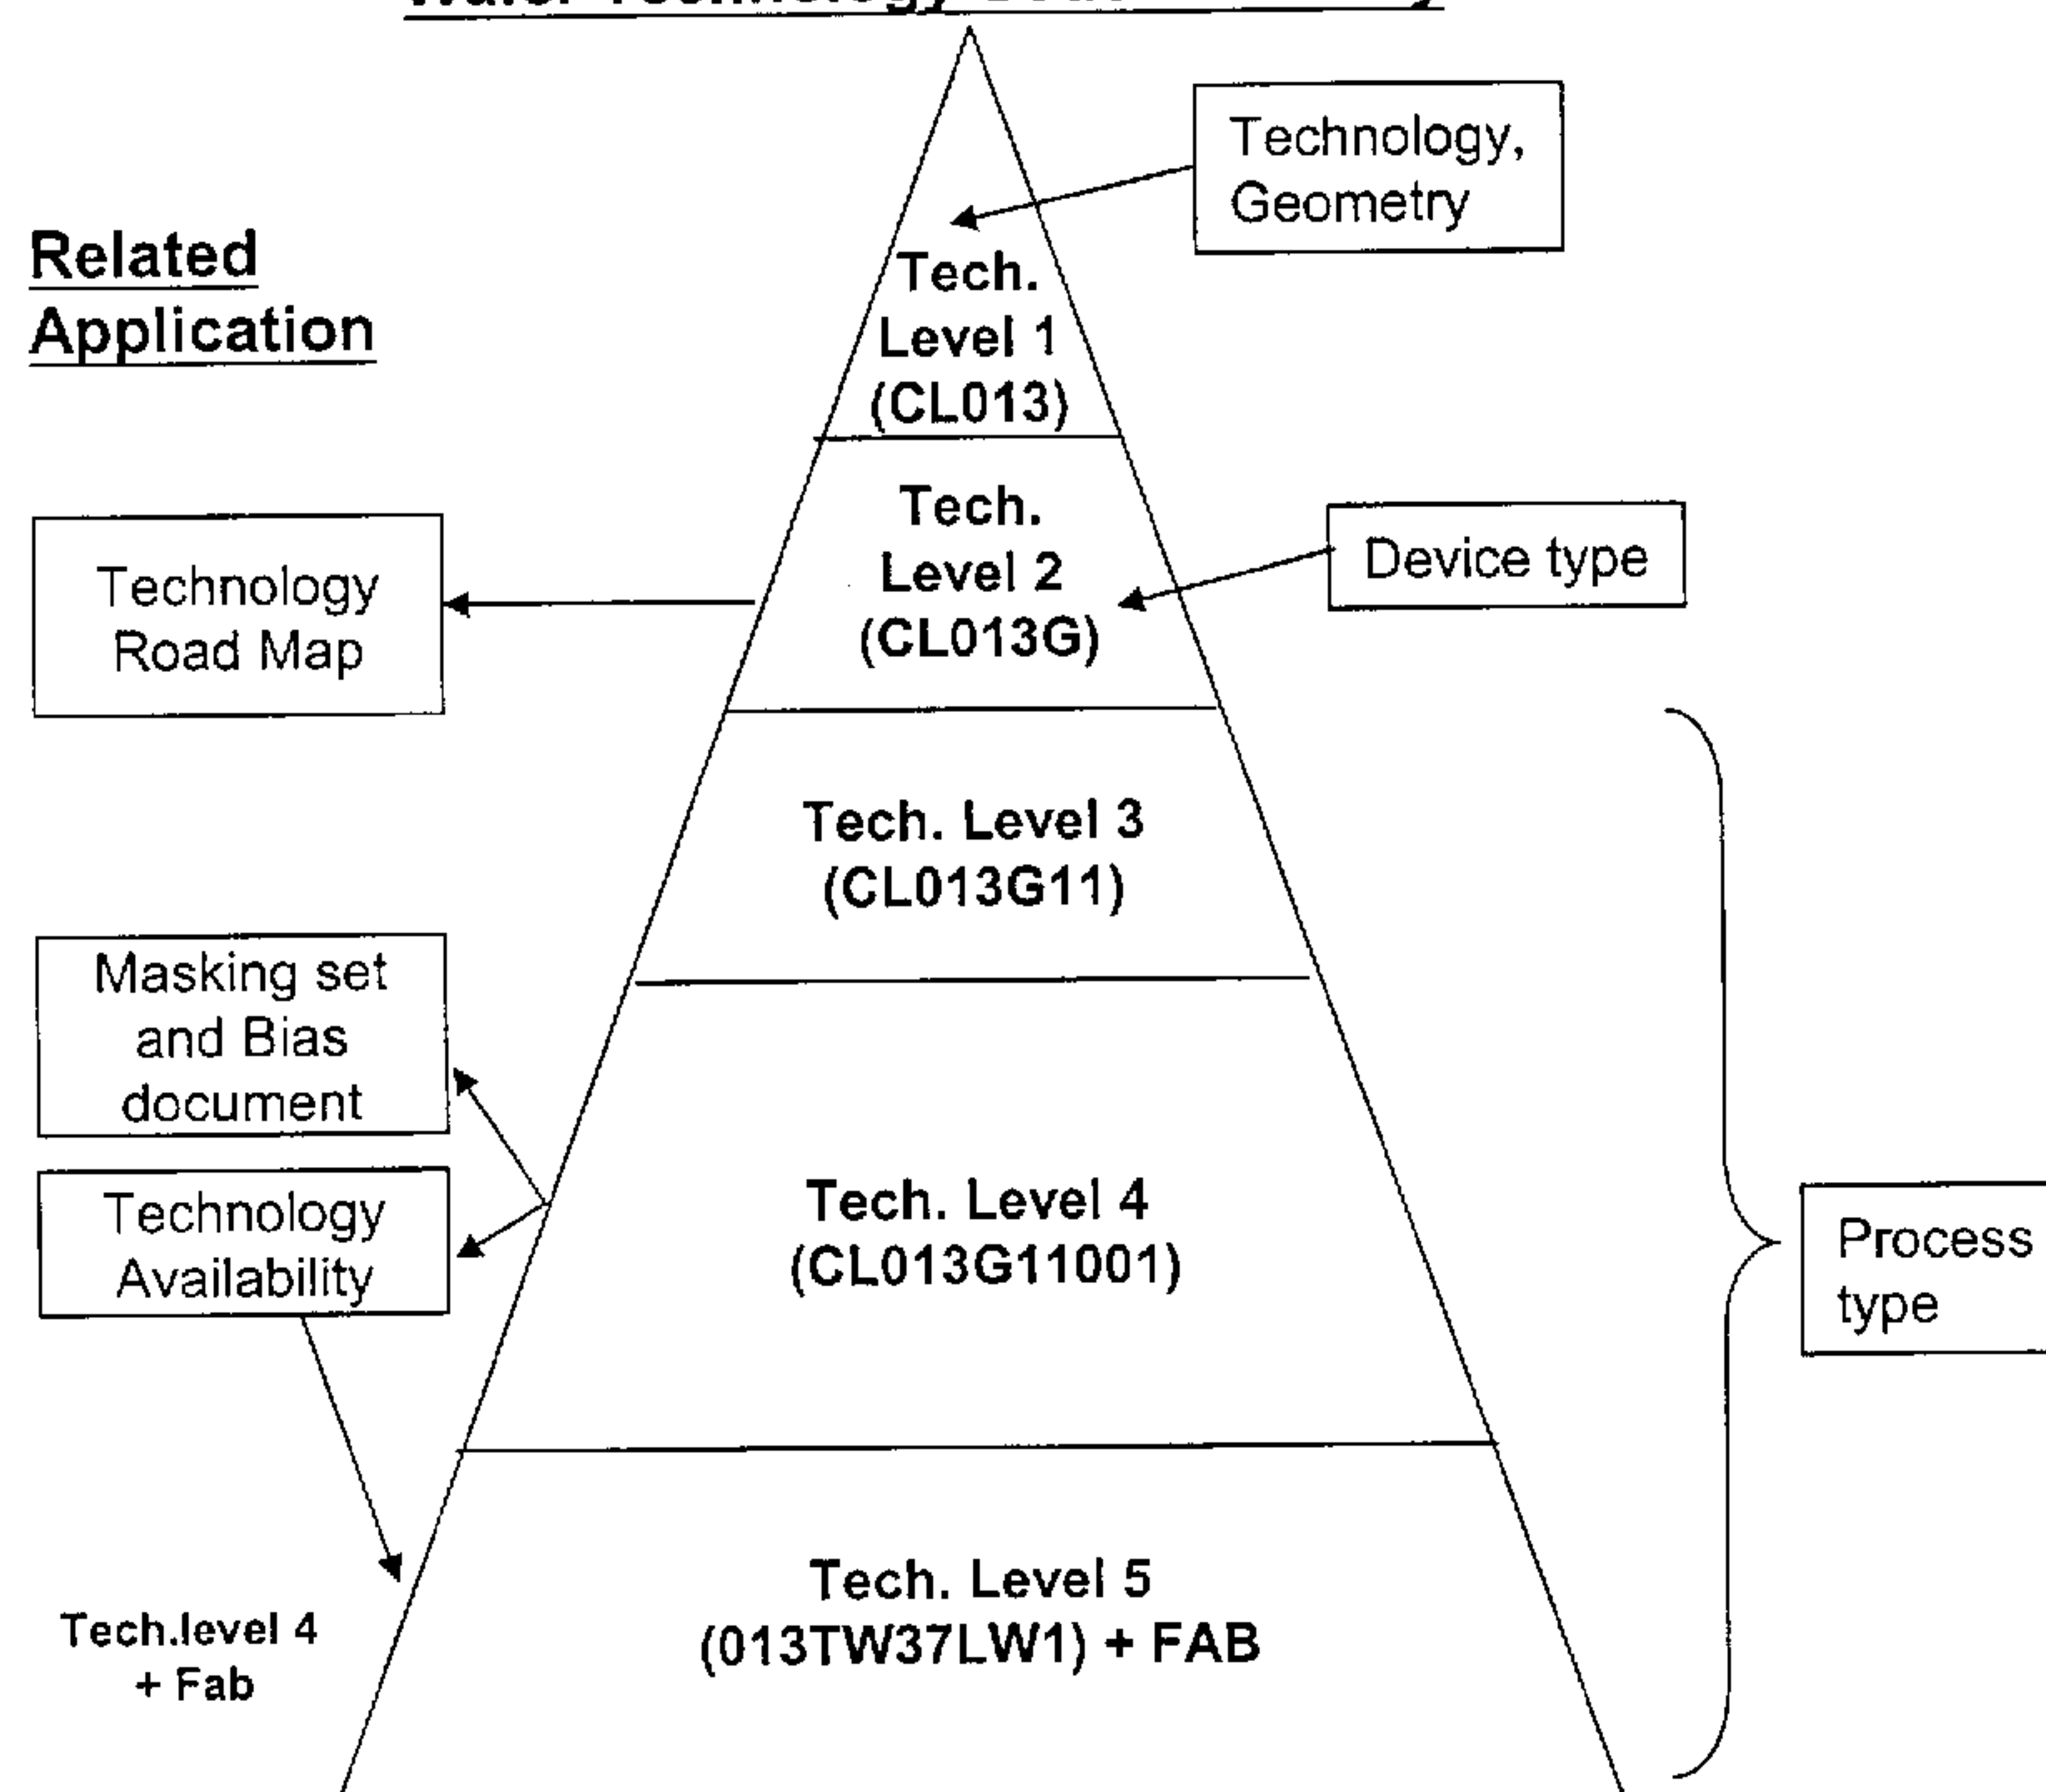 Technology,
Geometry
Related
Application
Tech.
Level 1
(CL013)
Tech.
Level 2
(CL013G)
Device type
Technology
Road Map
Tech. Level 3
(CL013G11)
Masking set
and Bias
document
Technology
Availability
Tech. Level 4
(CL013G11001)
Process
type
Tech. Level 5
(013TW37LW1) + FAB
Tech.level 4
+ Fab